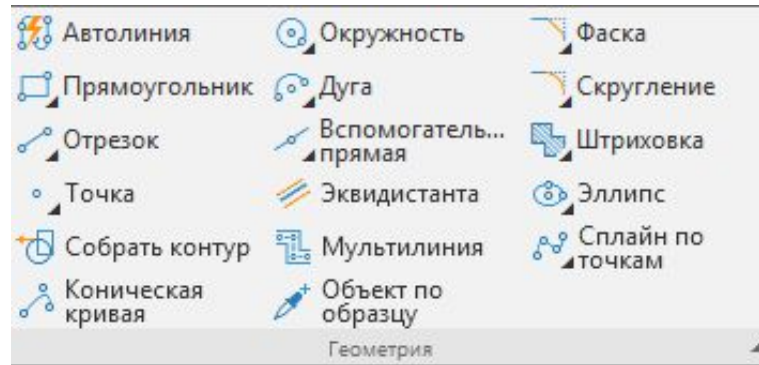 Автолиния
Окружность
Фаска
Прямоугольник
Дуга
Скругление
Отрезок
Вспомогатель...
прямая
Штриховка
Точка
Эквидистанта
Эллипс
Собрать контур
Мультилиния
Сплайн по
точкам
Коническая
кривая
Объект по
образцу
Геометрия